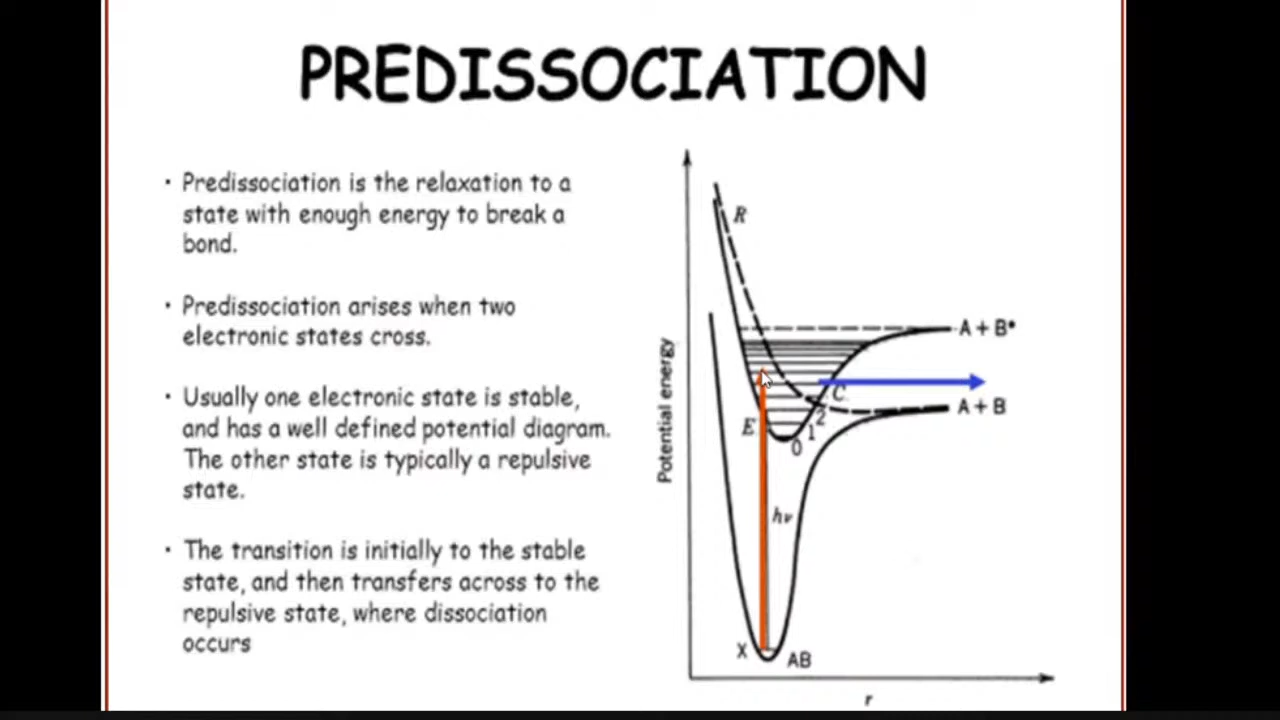 PREDISSOCIATION
• Predissociation is the relaxation to a
state with enough energy to break a
bond.
• Predissociation arises when two
electronic states cross.
• Usually one electronic state is stable,
and has a well defined potential diagram.
The other state is typically a repulsive
state.
• The transition is initially to the stable
state, and then transfers across to the
repulsive state, where dissociation
occurs
Potential energy
R
A + B*
C
A + B
E
2
1
0
hν
X
AB
r